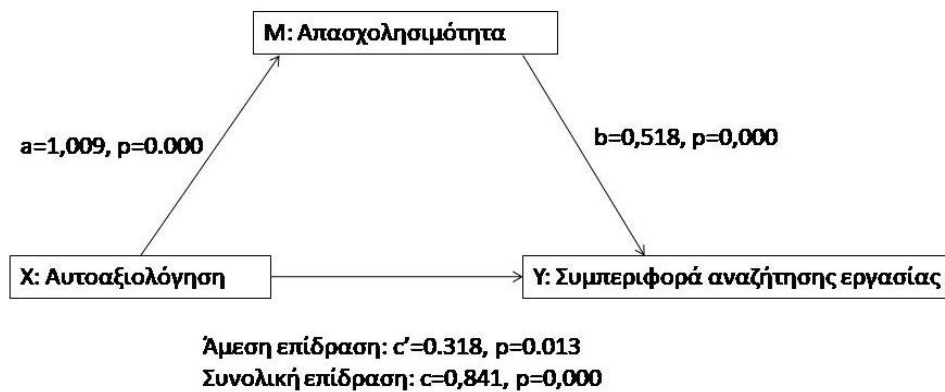 M: Απασχολησιμότητα
a=1,009, p=0.000
b=0,518, p=0,000
X: Αυτοαξιολόγηση
Y: Συμπεριφορά αναζήτησης εργασίας
Άμεση επίδραση: c’=0.318, p=0.013
Συνολική επίδραση: c=0,841, p=0,000